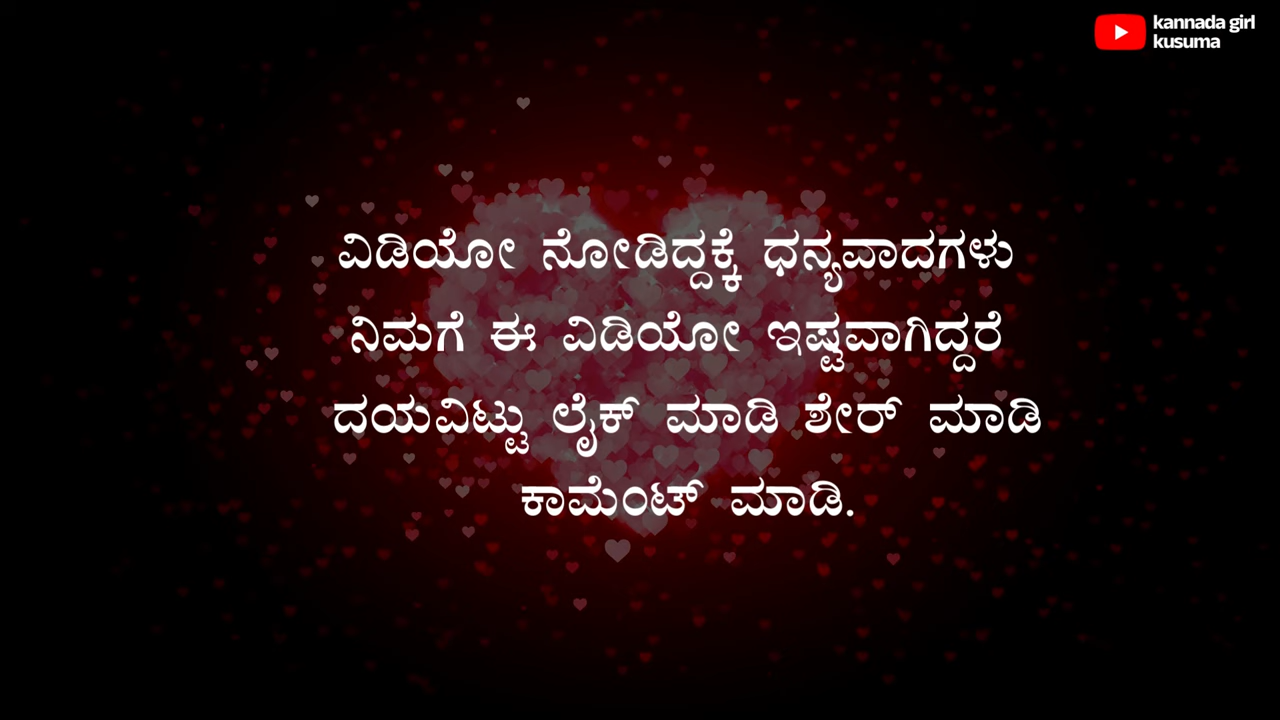 kannada girl
kusuma
ವಿಡಿಯೋ ನೋಡಿದ್ದಕ್ಕೆ ಧನ್ಯವಾದಗಳು
ನಿಮಗೆ ಈ ವಿಡಿಯೋ ಇಷ್ಟವಾಗಿದ್ದರೆ
ದಯವಿಟ್ಟು ಲೈಕ್ ಮಾಡಿ ಶೇರ್ ಮಾಡಿ
ಕಾಮೆಂಟ್ ಮಾಡಿ.